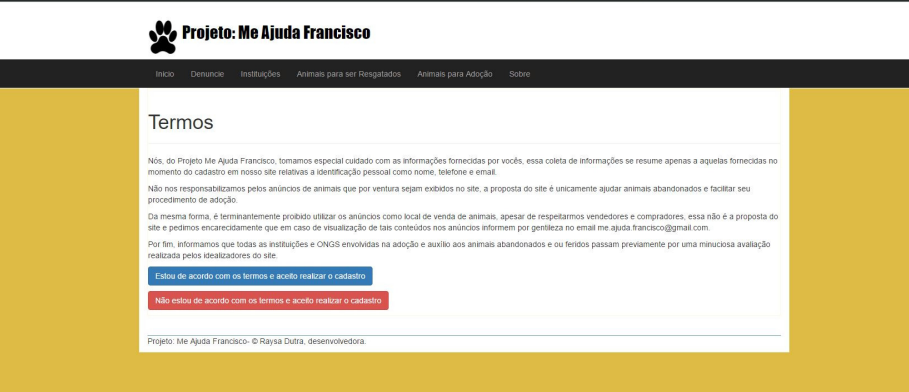 Projeto: Me Ajuda Francisco
Início Denuncie Instituições Animais para ser Resgatados Animais para Adoção Sobre
Termos
Nós, do Projeto Me Ajuda Francisco, tomamos especial cuidado com as informações fornecidas por vocês, essa coleta de informações se resume apenas a aquelas fornecidas no
momento do cadastro em nosso site relativas a identificação pessoal como nome, telefone e email.
Não nos responsabilizamos pelos anúncios de animais que por ventura sejam exibidos no site, a proposta do site é unicamente ajudar animais abandonados e facilitar seu
procedimento de adoção.
Da mesma forma, é terminantemente proibido utilizar os anúncios como local de venda de animais, apesar de respeitarmos vendedores e compradores, essa não é a proposta do
site e pedimos encarecidamente que em caso de visualização de tais conteúdos nos anúncios informem por gentileza no email me.ajuda.francisco@gmail.com.
Por fim, informamos que todas as instituições e ONGS envolvidas na adoção e auxílio aos animais abandonados e ou feridos passam previamente por uma minuciosa avaliação
realizada pelos idealizadores do site.
Estou de acordo com os termos e aceito realizar o cadastro
Não estou de acordo com os termos e aceito realizar o cadastro
Projeto: Me Ajuda Francisco- © Raysa Dutra, desenvolvedora.